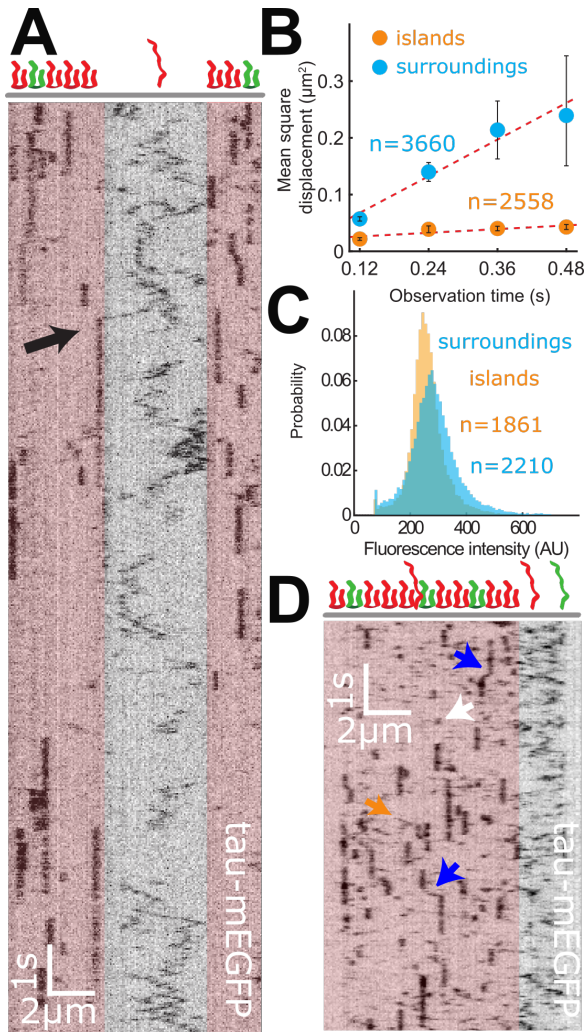 A
tau-mEGFP
1s
2μm
B
islands
surroundings
Mean square
displacement (μm²)
0.3
0.2
0.1
0
n=3660
n=2558
0.12 0.24 0.36 0.48
Observation time (s)
C
Probability
0.08
0.06
0.04
0.02
0
surroundings
islands
n=1861
n=2210
0 200 400 600
Fluorescence intensity (AU)
D
1s
2μm
tau-mEGFP